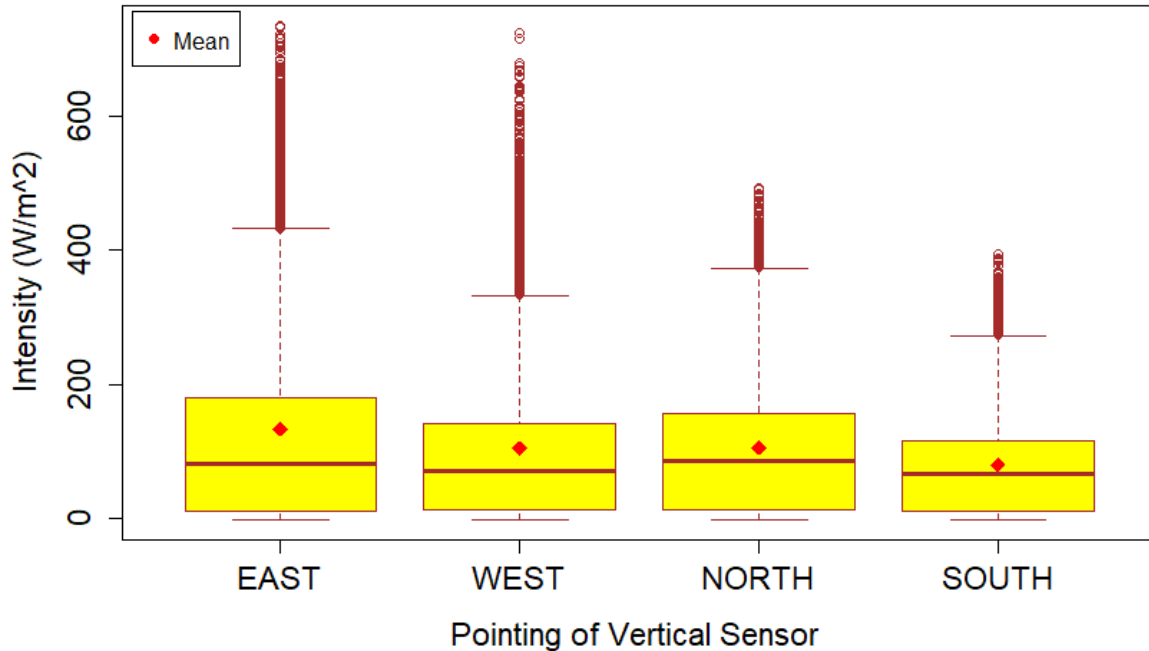 Mean
Intensity (W/m^2)
600
400
200
0
EAST WEST NORTH SOUTH
Pointing of Vertical Sensor